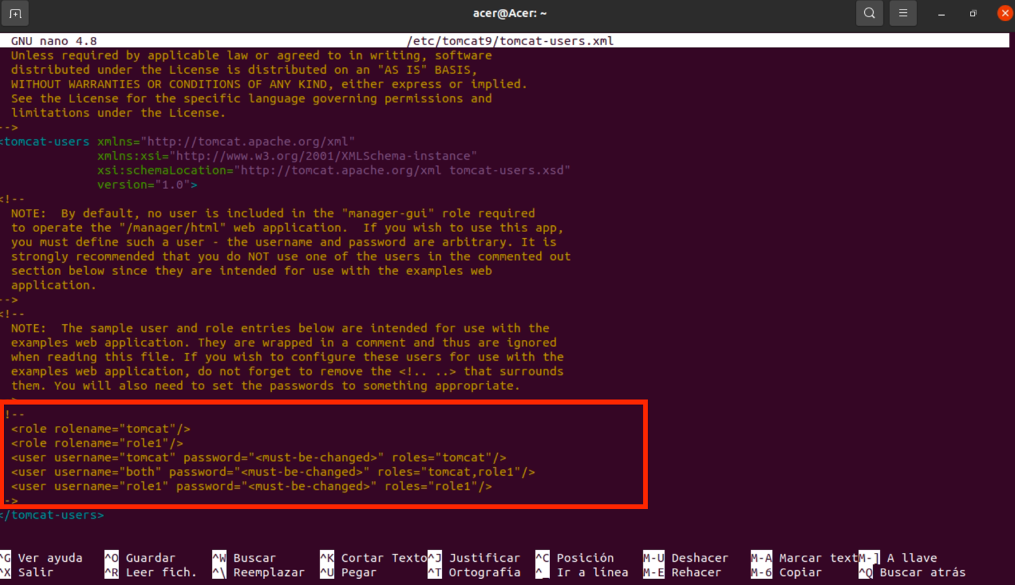 acer@Acer: ~
GNU nano 4.8 /etc/tomcat9/tomcat-users.xml
Unless required by applicable law or agreed to in writing, software
distributed under the License is distributed on an "AS IS" BASIS,
WITHOUT WARRANTIES OR CONDITIONS OF ANY KIND, either express or implied.
See the License for the specific language governing permissions and
limitations under the License.
-->
<tomcat-users xmlns="http://tomcat.apache.org/xml"
xmlns:xsi="http://www.w3.org/2001/XMLSchema-instance"
xsi:schemaLocation="http://tomcat.apache.org/xml tomcat-users.xsd"
version="1.0">
<!--
NOTE:  By default, no user is included in the "manager-gui" role required
to operate the "/manager/html" web application.  If you wish to use this app,
you must define such a user - the username and password are arbitrary. It is
strongly recommended that you do NOT use one of the users in the commented out
section below since they are intended for use with the examples web
application.
-->
<!--
NOTE:  The sample user and role entries below are intended for use with the
examples web application. They are wrapped in a comment and thus are ignored
when reading this file. If you wish to configure these users for use with the
examples web application, do not forget to remove the <!.. ..> that surrounds
them. You will also need to set the passwords to something appropriate.
-->
!--
<role rolename="tomcat"/>
<role rolename="role1"/>
<user username="tomcat" password="<must-be-changed>" roles="tomcat"/>
<user username="both" password="<must-be-changed>" roles="tomcat,role1"/>
<user username="role1" password="<must-be-changed>" roles="role1"/>
->
</tomcat-users>
^G Ver ayuda ^O Guardar ^W Buscar ^K Cortar Texto ^J Justificar ^C Posición M-U Deshacer M-A Marcar text M-] A llave
^X Salir ^R Leer fich. ^\ Reemplazar ^U Pegar ^T Ortografía ^_ Ir a línea M-E Rehacer M-6 Copiar ^Q Buscar atrás